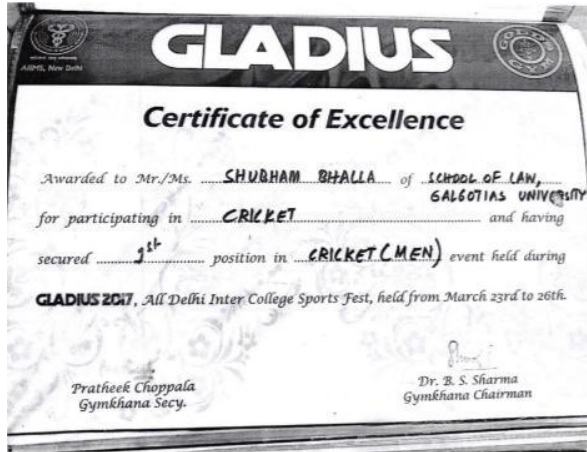 GLADIUS
AIIMS, New Delhi
GOLD'S GYM
Certificate of Excellence
Awarded to Mr./Ms. SHUBHAM BHALLA of SCHOOL OF LAW,
GALGOTIAS UNIVERSITY
for participating in CRICKET and having
secured 1st position in CRICKET (MEN) event held during
GLADIUS 2017, All Delhi Inter College Sports Fest, held from March 23rd to 26th.
Pratheek Choppala
Gymkhana Secy.
Dr. B. S. Sharma
Gymkhana Chairman